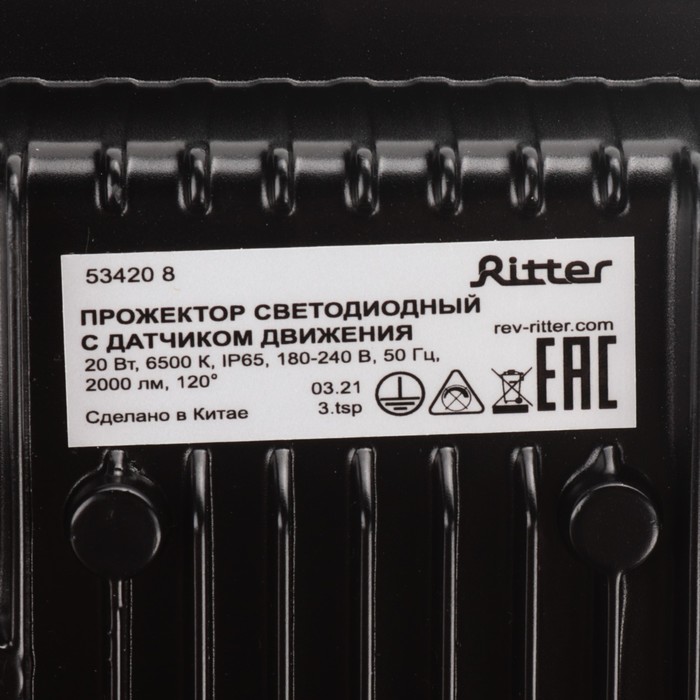 53420 8
Ritter
ПРОЖЕКТОР СВЕТОДИОДНЫЙ
С ДАТЧИКОМ ДВИЖЕНИЯ
rev-ritter.com
20 Вт, 6500 К, IP65, 180-240 В, 50 Гц,
2000 лм, 120°
03.21
3.tsp
EAC
Сделано в Китае